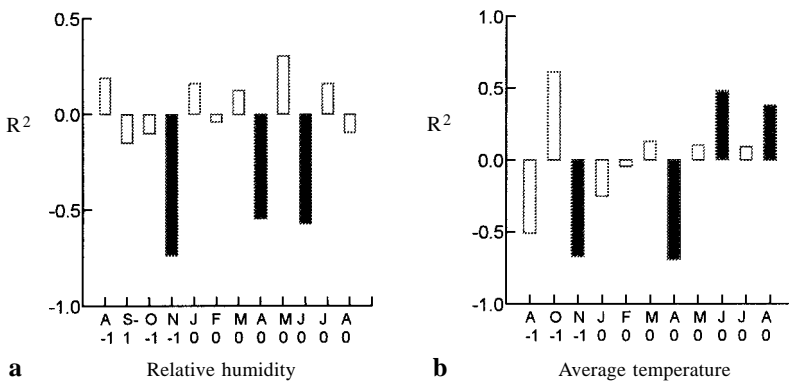 0.5
0.0
-0.5
-1.0
R2
A S- O N J F M A M J J A
-1 1 -1 -1 0 0 0 0 0 0 0 0
a Relative humidity
1.0
0.5
0.0
-0.5
-1.0
R2
A O N J F M A M J J A
-1 -1 -1 0 0 0 0 0 0 0 0
b Average temperature